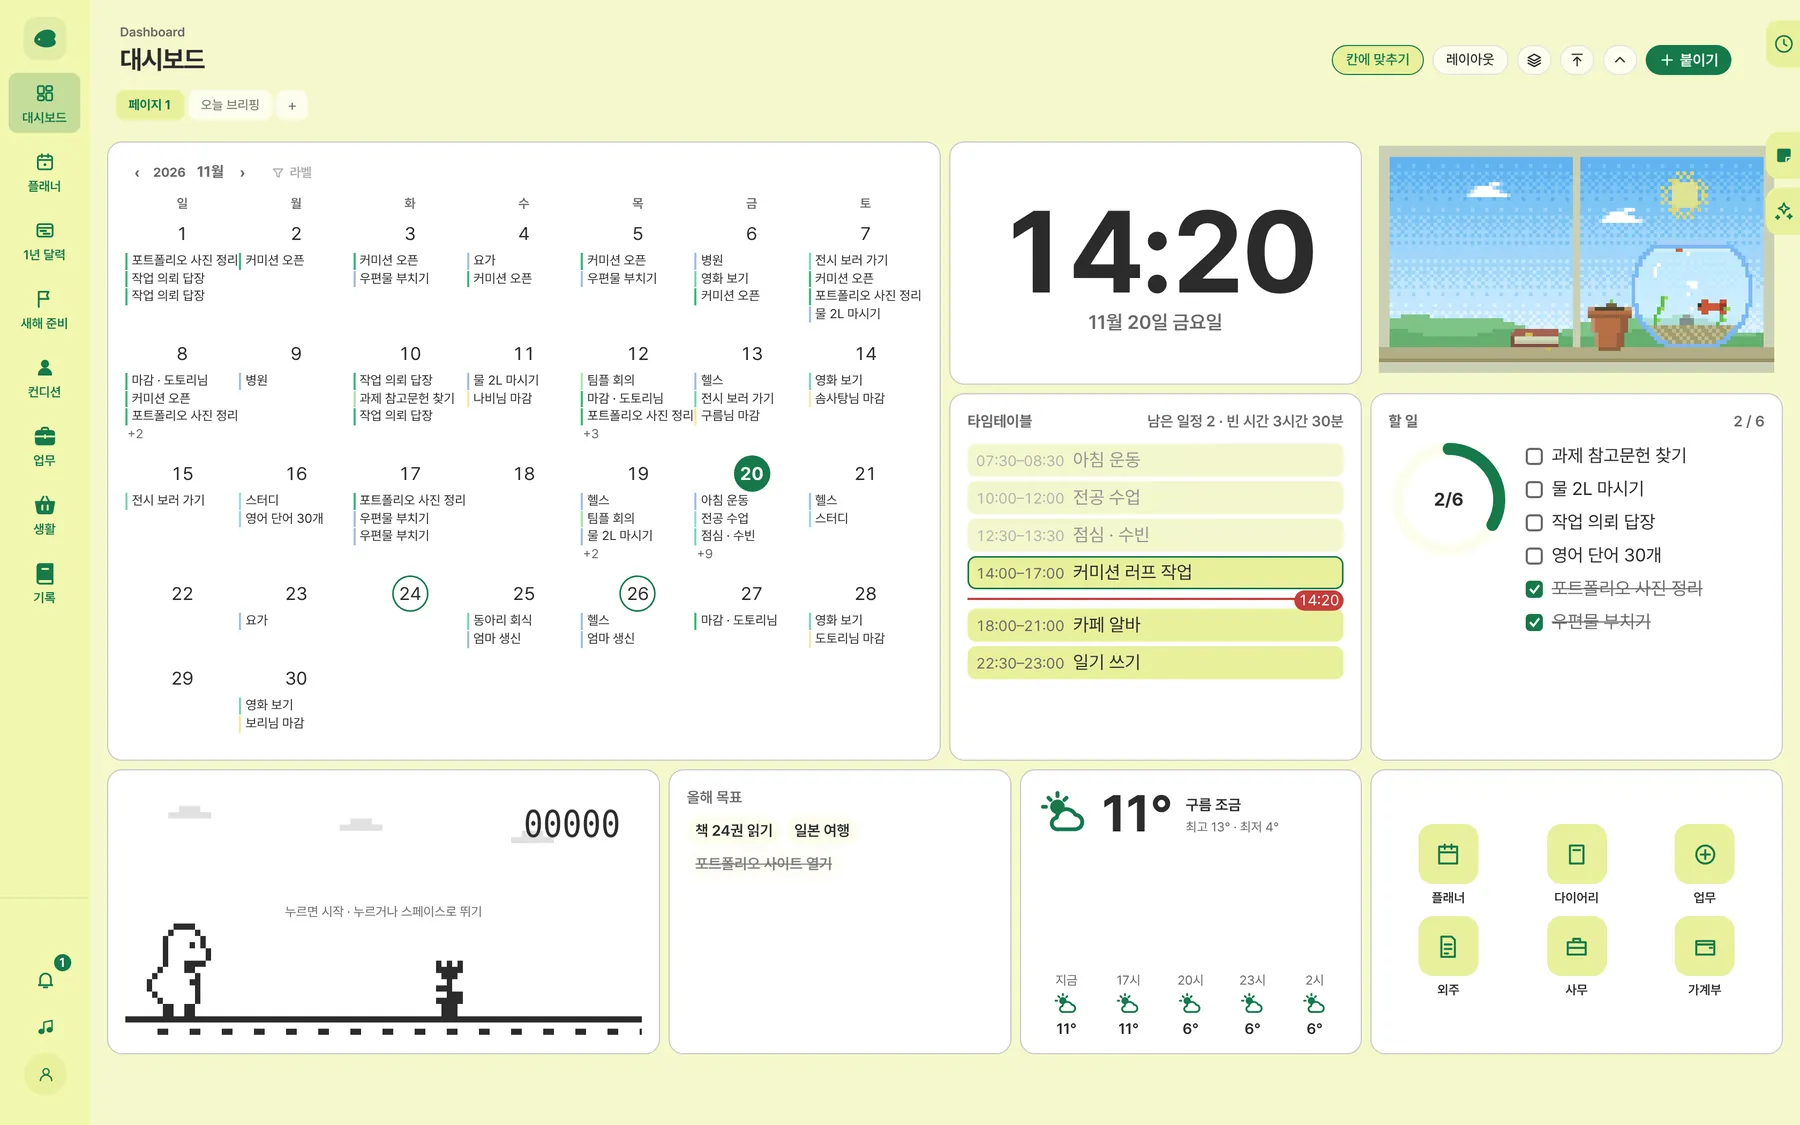 Dashboard
대시보드
칸에 맞추기
레이아웃
+ 붙이기
페이지 1
오늘 브리핑
+
대시보드
플래너
1년 달력
새해 준비
컨디션
업무
생활
기록
1
‹ 2026 11월 ›
라벨
일 월 화 수 목 금 토
1 2 3 4 5 6 7
포트폴리오 사진 정리 커미션 오픈 커미션 오픈 요가 커미션 오픈 병원 전시 보러 가기
작업 의뢰 답장 우편물 부치기 커미션 오픈 우편물 부치기 영화 보기 커미션 오픈
작업 의뢰 답장 커미션 오픈 포트폴리오 사진 정리
물 2L 마시기
8 9 10 11 12 13 14
마감 · 도토리님 병원 작업 의뢰 답장 물 2L 마시기 팀플 회의 헬스 영화 보기
커미션 오픈 과제 참고문헌 찾기 나비님 마감 마감 · 도토리님 전시 보러 가기 솜사탕님 마감
포트폴리오 사진 정리 작업 의뢰 답장 포트폴리오 사진 정리 구름님 마감
+2 +3
15 16 17 18 19 20 21
전시 보러 가기 스터디 포트폴리오 사진 정리 헬스 아침 운동 헬스
영어 단어 30개 우편물 부치기 팀플 회의 전공 수업 스터디
우편물 부치기 물 2L 마시기 점심 · 수빈
+2 +9
22 23 24 25 26 27 28
요가 동아리 회식 헬스 마감 · 도토리님 영화 보기
엄마 생신 엄마 생신 도토리님 마감
29 30
영화 보기
보리님 마감
14:20
11월 20일 금요일
타임테이블
남은 일정 2 · 빈 시간 3시간 30분
07:30–08:30 아침 운동
10:00–12:00 전공 수업
12:30–13:30 점심 · 수빈
14:00–17:00 커미션 러프 작업
14:20
18:00–21:00 카페 알바
22:30–23:00 일기 쓰기
할 일
2 / 6
2/6
과제 참고문헌 찾기
물 2L 마시기
작업 의뢰 답장
영어 단어 30개
포트폴리오 사진 정리
우편물 부치기
00000
누르면 시작 · 누르거나 스페이스로 뛰기
올해 목표
책 24권 읽기 일본 여행
포트폴리오 사이트 열기
11°
구름 조금
최고 13° · 최저 4°
지금 17시 20시 23시 2시
11° 11° 6° 6° 6°
플래너 다이어리 업무
외주 사무 가계부